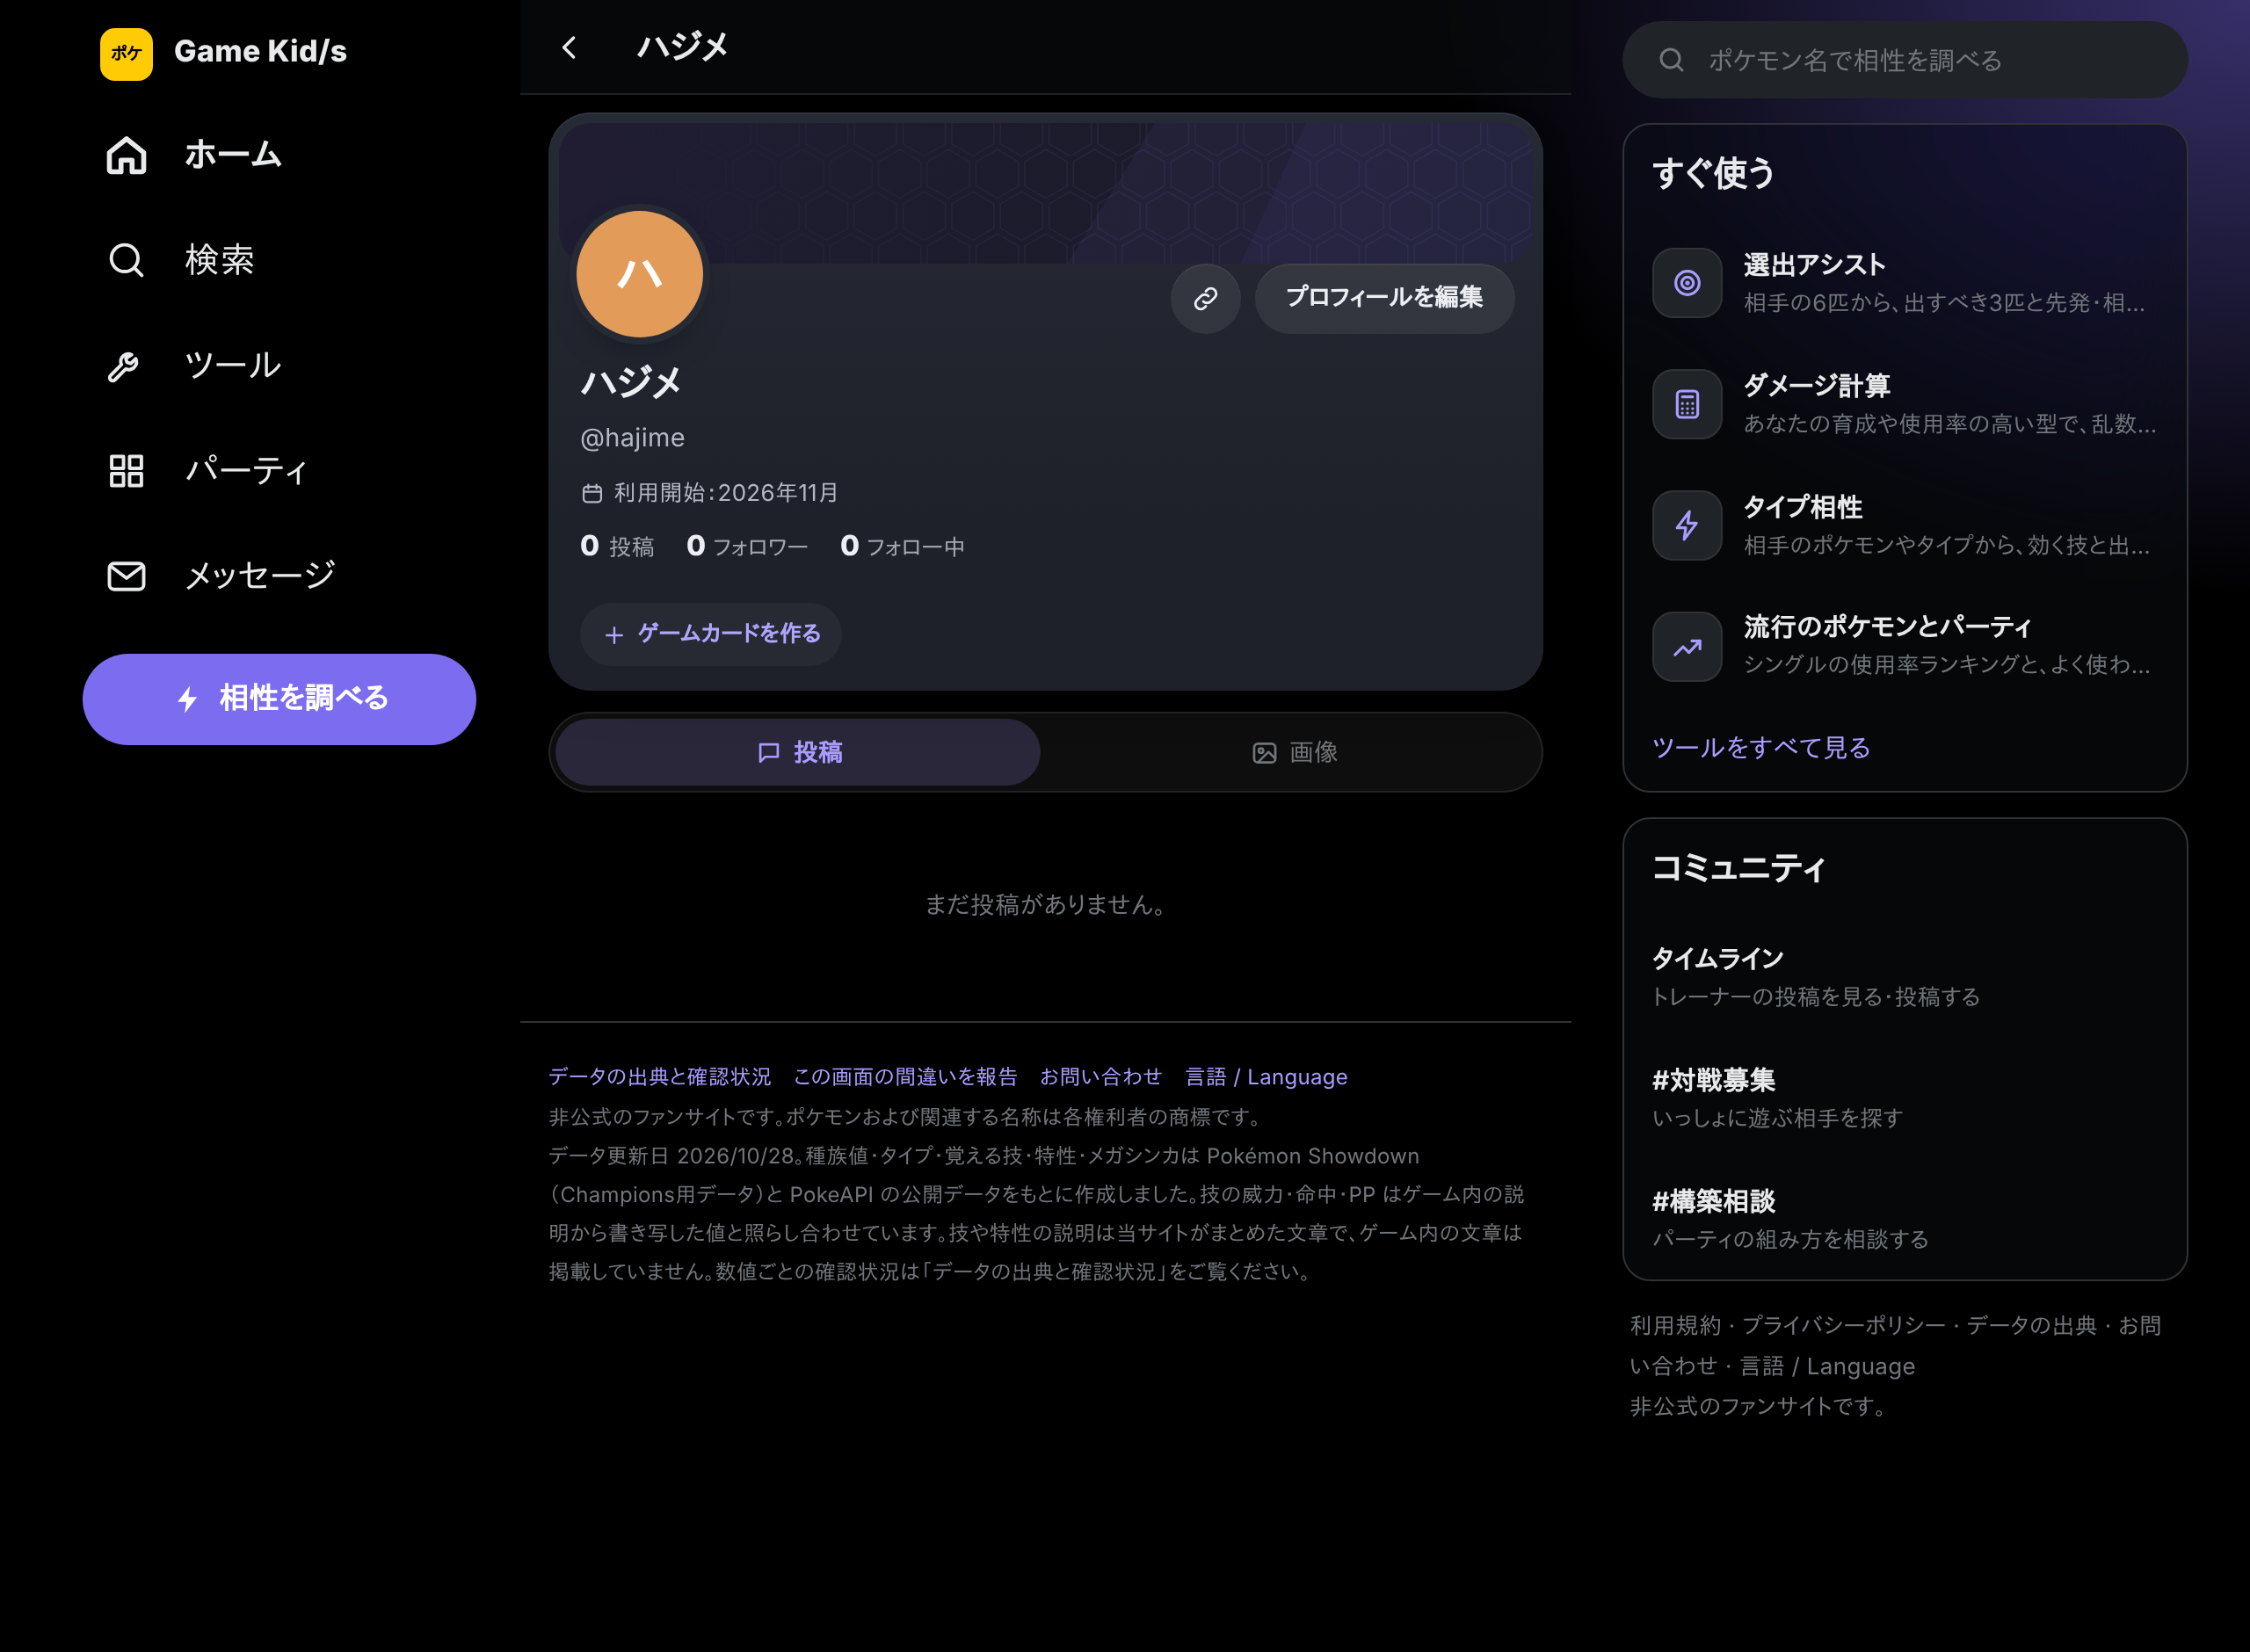 ポケ
Game Kid/s
ホーム
検索
ツール
パーティ
メッセージ
相性を調べる
ハジメ
ハ
プロフィールを編集
ハジメ
@hajime
利用開始：2026年11月
0 投稿 0 フォロワー 0 フォロー中
ゲームカードを作る
投稿
画像
まだ投稿がありません。
データの出典と確認状況 この画面の間違いを報告 お問い合わせ 言語 / Language
非公式のファンサイトです。ポケモンおよび関連する名称は各権利者の商標です。
データ更新日 2026/10/28。種族値・タイプ・覚える技・特性・メガシンカは Pokémon Showdown
（Champions用データ）と PokeAPI の公開データをもとに作成しました。技の威力・命中・PP はゲーム内の説
明から書き写した値と照らし合わせています。技や特性の説明は当サイトがまとめた文章で、ゲーム内の文章は
掲載していません。数値ごとの確認状況は「データの出典と確認状況」をご覧ください。
ポケモン名で相性を調べる
すぐ使う
選出アシスト
相手の6匹から、出すべき3匹と先発・相...
ダメージ計算
あなたの育成や使用率の高い型で、乱数...
タイプ相性
相手のポケモンやタイプから、効く技と出...
流行のポケモンとパーティ
シングルの使用率ランキングと、よく使わ...
ツールをすべて見る
コミュニティ
タイムライン
トレーナーの投稿を見る・投稿する
#対戦募集
いっしょに遊ぶ相手を探す
#構築相談
パーティの組み方を相談する
利用規約 · プライバシーポリシー · データの出典 · お問
い合わせ · 言語 / Language
非公式のファンサイトです。